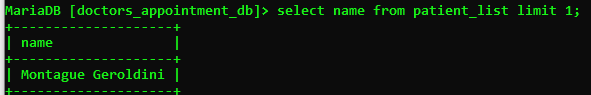 MariaDB [doctors_appointment_db]> select name from patient_list limit 1;
+--------------------+
| name               |
+--------------------+
| Montague Geroldini |
+--------------------+